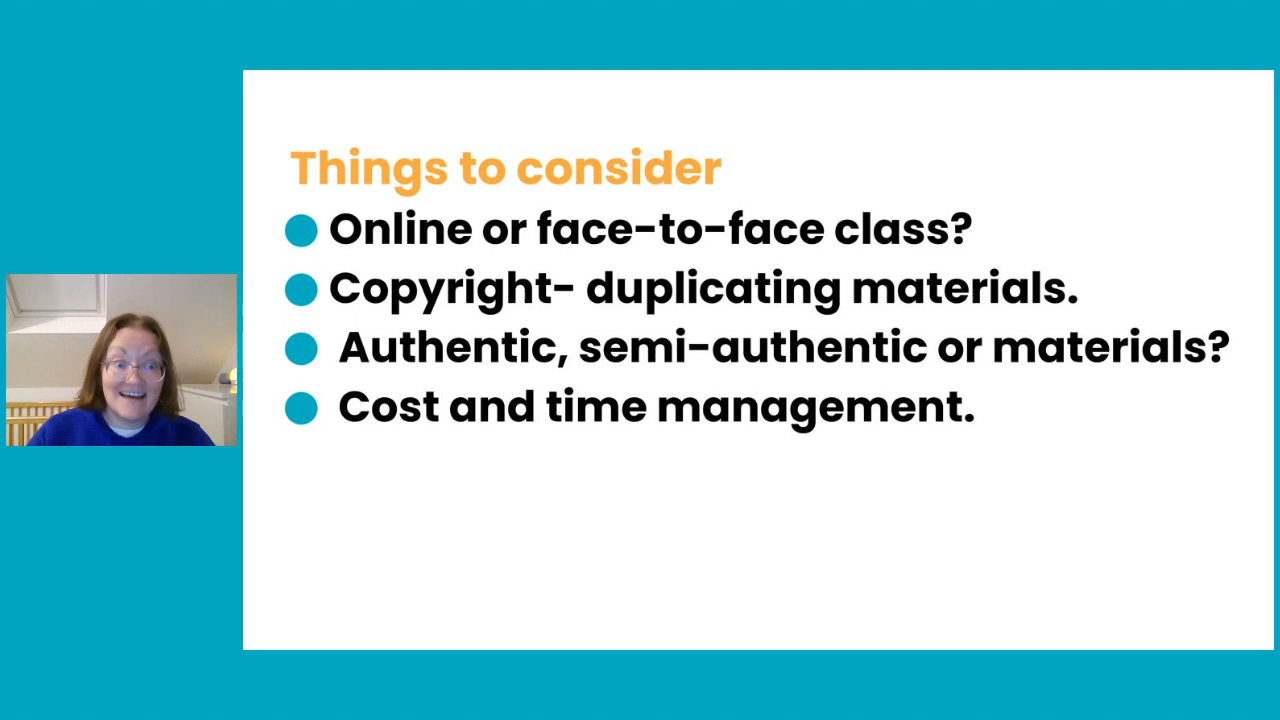 Things to consider
Online or face-to-face class?
Copyright- duplicating materials.
Authentic, semi-authentic or materials?
Cost and time management.